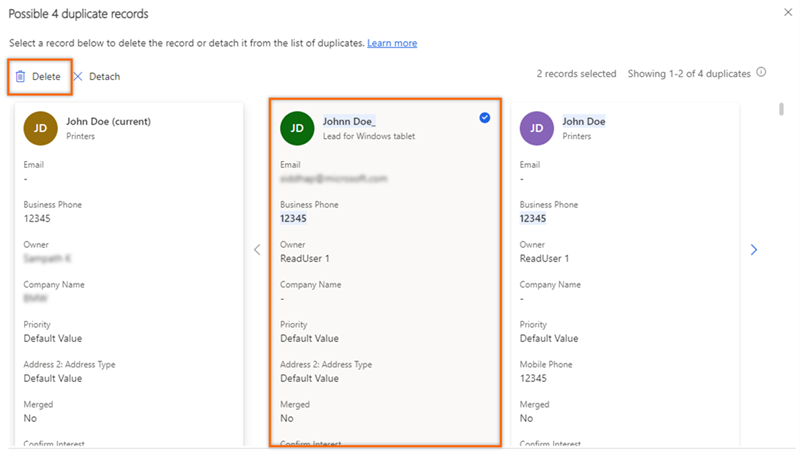 Possible 4 duplicate records
Select a record below to delete the record or detach it from the list of duplicates. Learn more
Delete
Detach
2 records selected
Showing 1-2 of 4 duplicates
JD
John Doe (current)
Printers
Email
-
Business Phone
12345
Owner
Sampath K
Company Name
BMW
Priority
Default Value
Address 2: Address Type
Default Value
Merged
No
Confirm Interest
JD
Johnn Doe_
Lead for Windows tablet
Email
Business Phone
12345
Owner
ReadUser 1
Company Name
-
Priority
Default Value
Address 2: Address Type
Default Value
Merged
No
Confirm Interest
JD
John Doe
Printers
Email
-
Business Phone
12345
Owner
ReadUser 1
Company Name
-
Priority
Default Value
Mobile Phone
12345
Merged
No
Confirm Interest